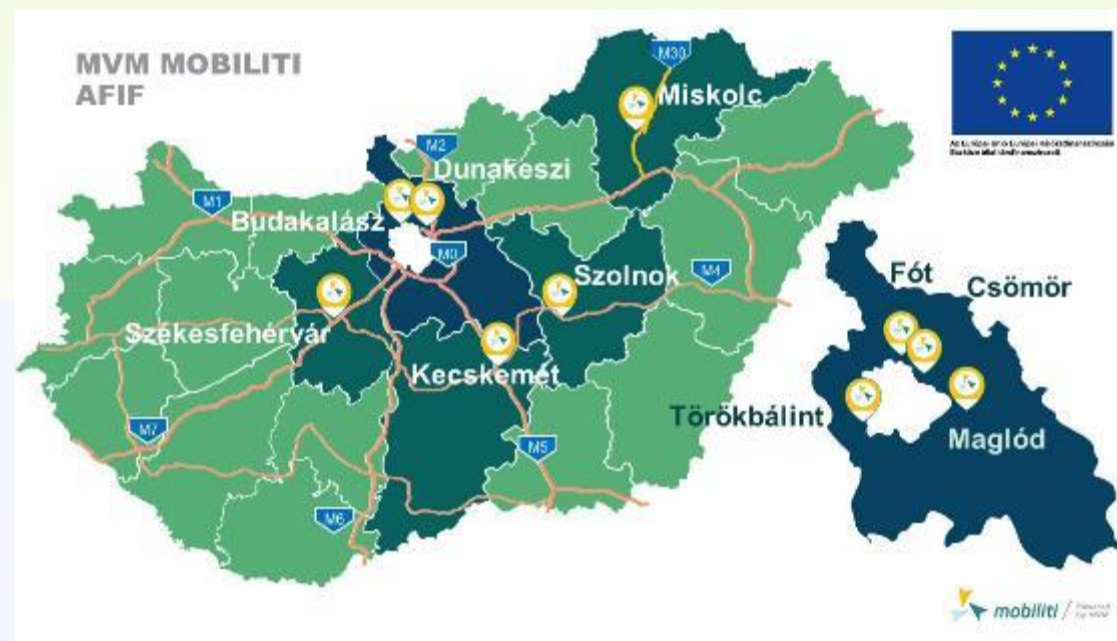 MVM MOBILITI
AFIF
M30
Miskolc
M2
Dunakeszi
M1
Budakalász
M0
Szolnok
M4
Székesfehérvár
Kecskemét
M7
M5
M6
Fót
Csömör
Törökbálint
Maglód
mobiliti /